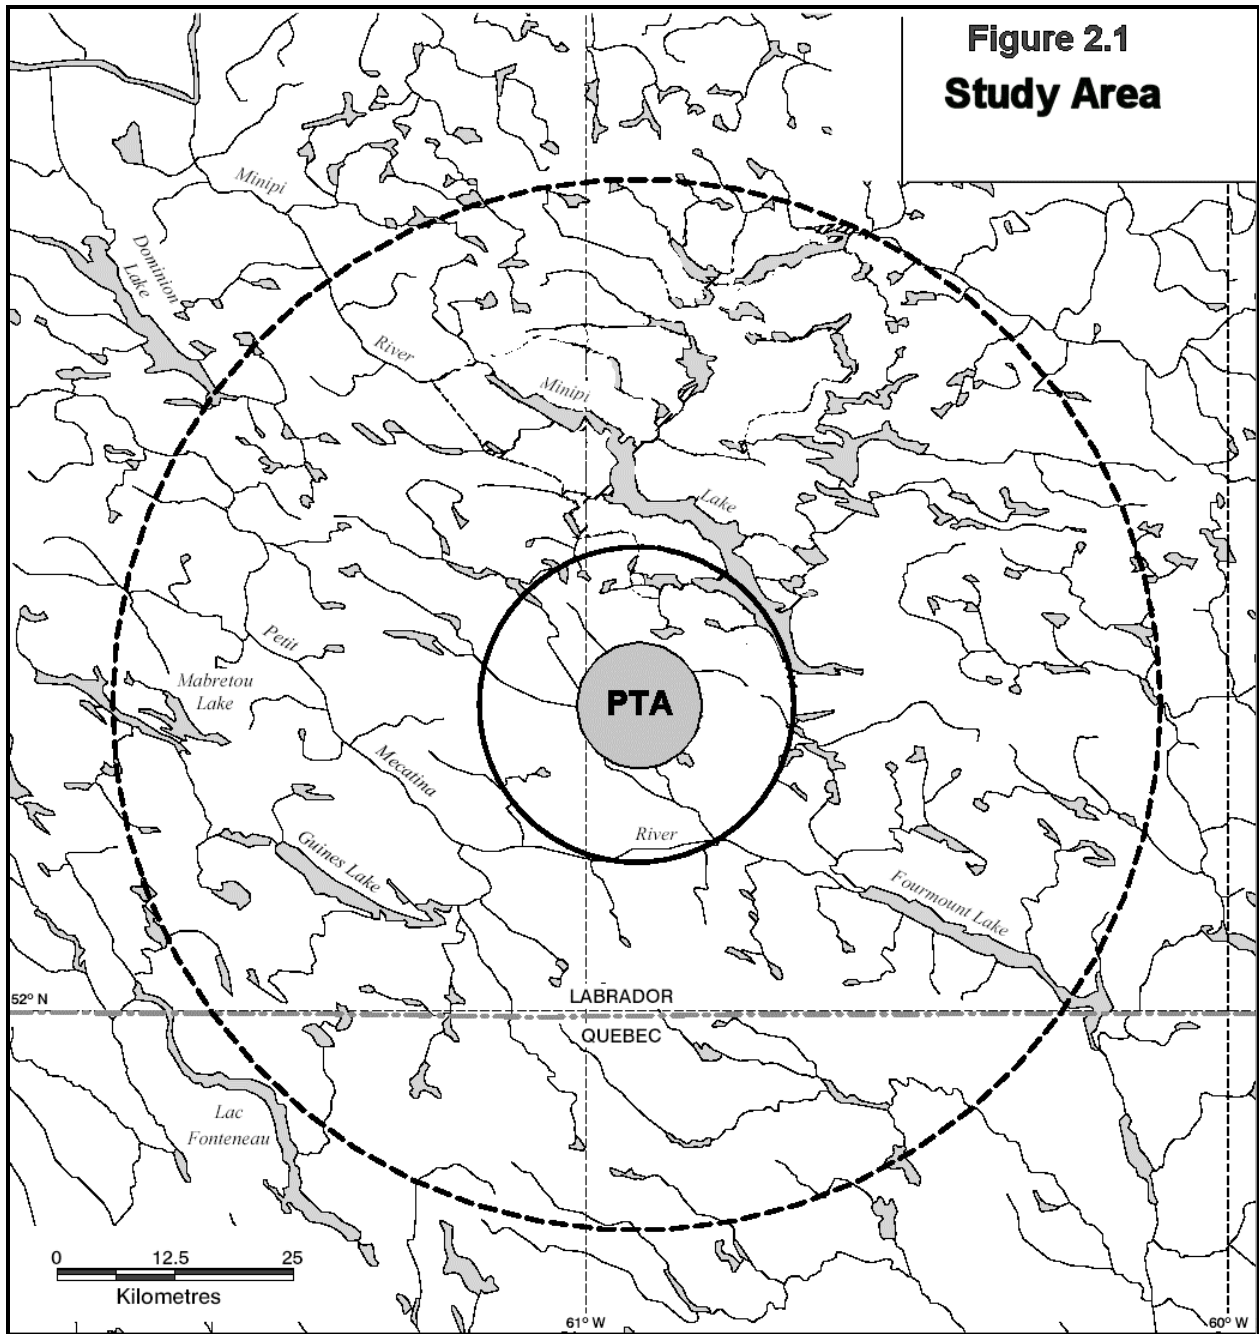 Figure 2.1
Study Area
Minipi
Dominion
Lake
River
Minipi
Lake
Petit
Mabretou
Lake
PTA
Mecatina
River
Guines Lake
Fourmount Lake
52° N
LABRADOR
QUEBEC
Lac
Fonteneau
0 12.5 25
Kilometres
61° W
60° W